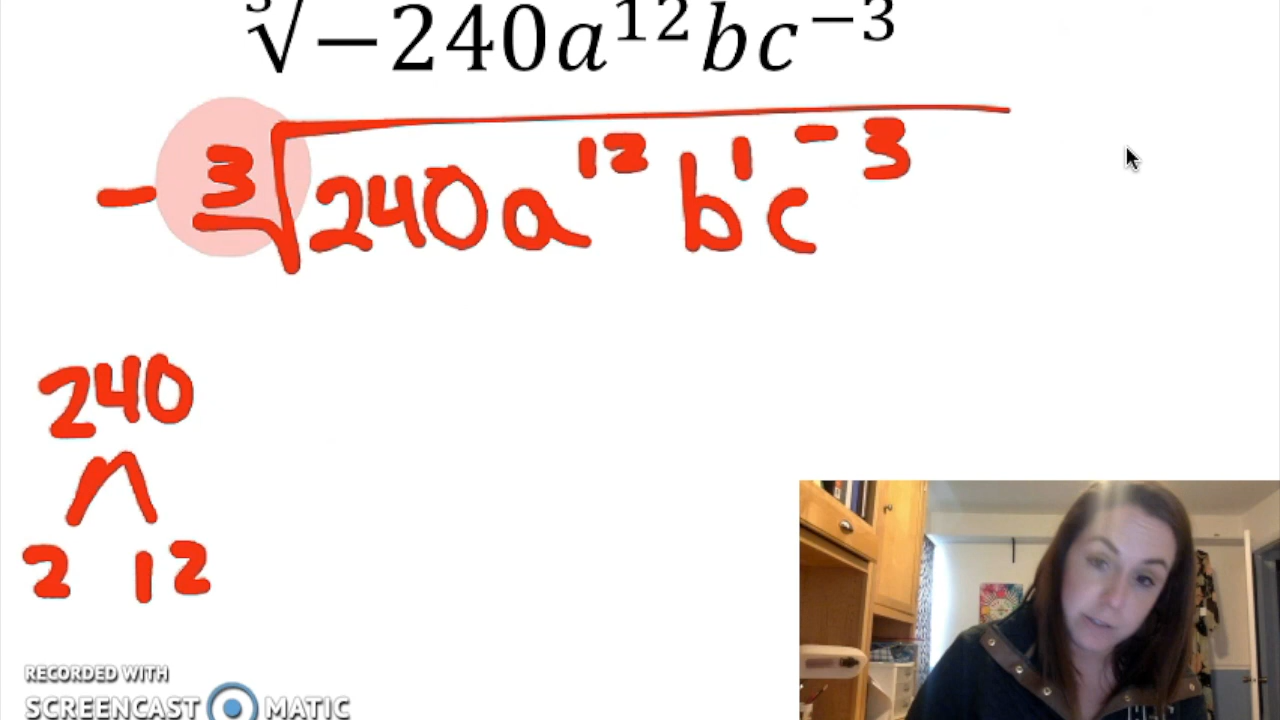 ∛−240a¹²bc⁻³
- ∛240a¹²b¹c⁻³
240
2 12
RECORDED WITH
SCREENCAST MATIC